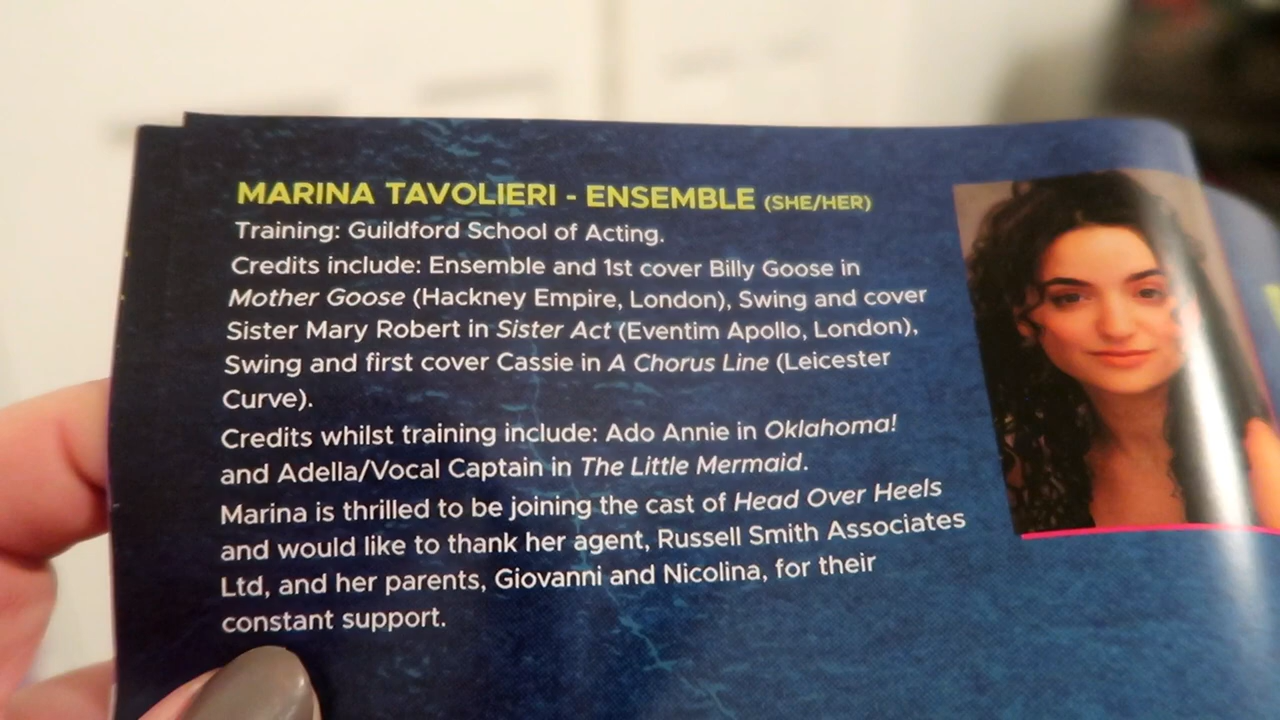 MARINA TAVOLIERI - ENSEMBLE (SHE/HER)
Training: Guildford School of Acting.
Credits include: Ensemble and 1st cover Billy Goose in
Mother Goose (Hackney Empire, London), Swing and cover
Sister Mary Robert in Sister Act (Eventim Apollo, London),
Swing and first cover Cassie in A Chorus Line (Leicester
Curve).
Credits whilst training include: Ado Annie in Oklahoma!
and Adella/Vocal Captain in The Little Mermaid.
Marina is thrilled to be joining the cast of Head Over Heels
and would like to thank her agent, Russell Smith Associates
Ltd, and her parents, Giovanni and Nicolina, for their
constant support.